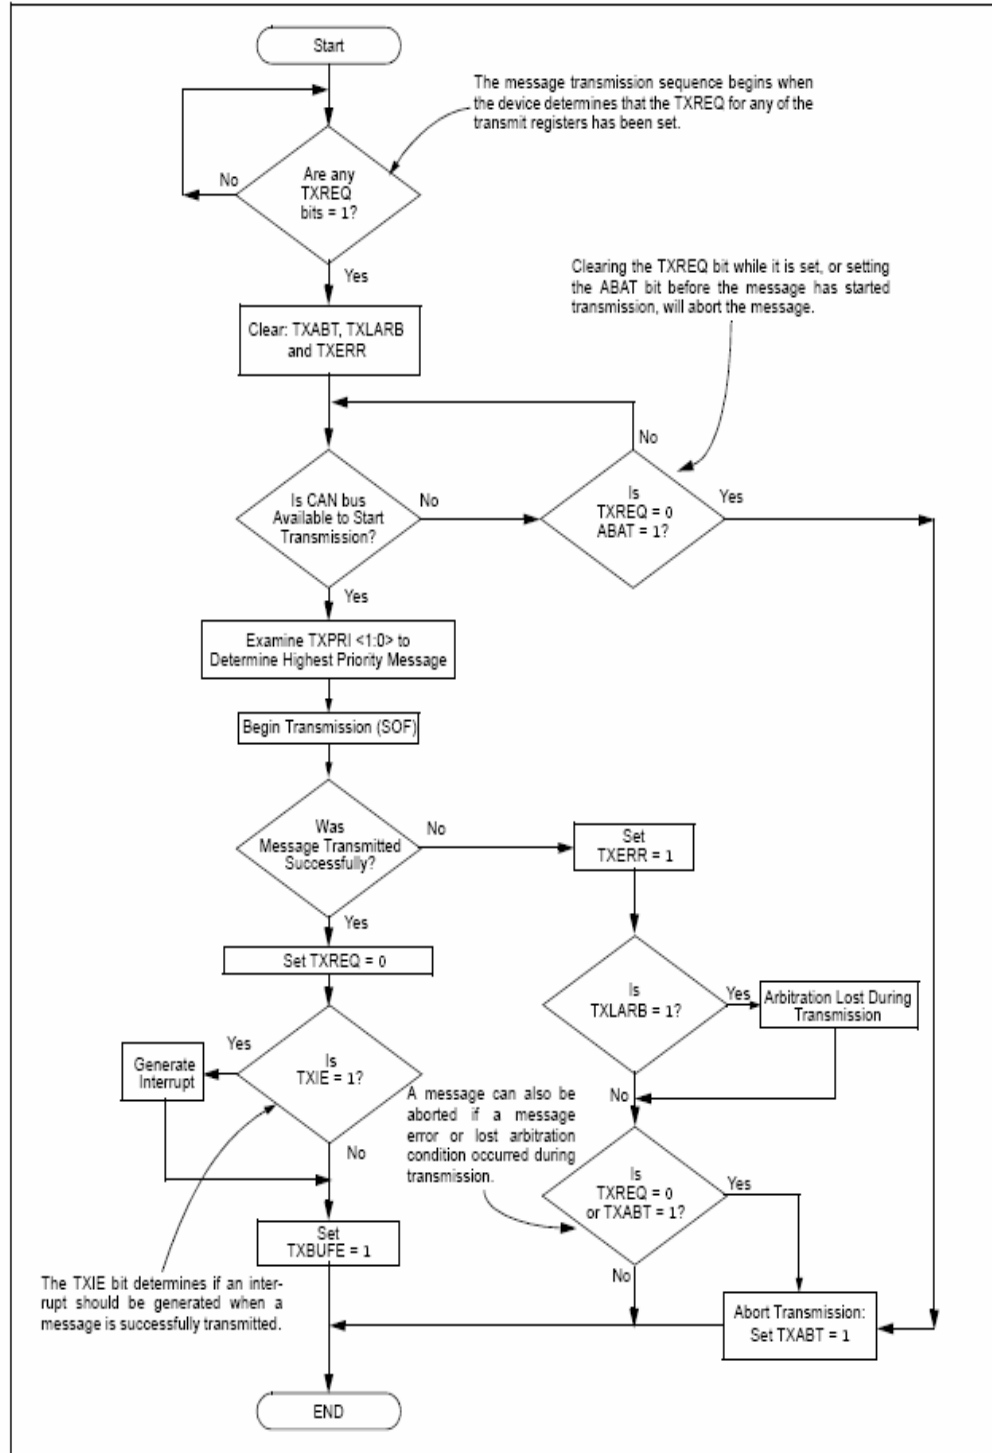 Start
The message transmission sequence begins when
the device determines that the TXREQ for any of the
transmit registers has been set.
Are any
TXREQ
bits = 1?
No
Yes
Clearing the TXREQ bit while it is set, or setting
the ABAT bit before the message has started
transmission, will abort the message.
Clear: TXABT, TXLARB
and TXERR
No
Is CAN bus
Available to Start
Transmission?
No
Is
TXREQ = 0
ABAT = 1?
Yes
Yes
Examine TXPRI <1:0> to
Determine Highest Priority Message
Begin Transmission (SOF)
Was
Message Transmitted
Successfully?
No
Set
TXERR = 1
Yes
Set TXREQ = 0
Is
TXLARB = 1?
Yes
Arbitration Lost During
Transmission
Yes
Generate
Interrupt
Is
TXIE = 1?
No
A message can also be
aborted if a message
error or lost arbitration
condition occurred during
transmission.
No
Is
TXREQ = 0
or TXABT = 1?
Yes
Set
TXBUFE = 1
No
The TXIE bit determines if an inter-
rupt should be generated when a
message is successfully transmitted.
Abort Transmission:
Set TXABT = 1
END